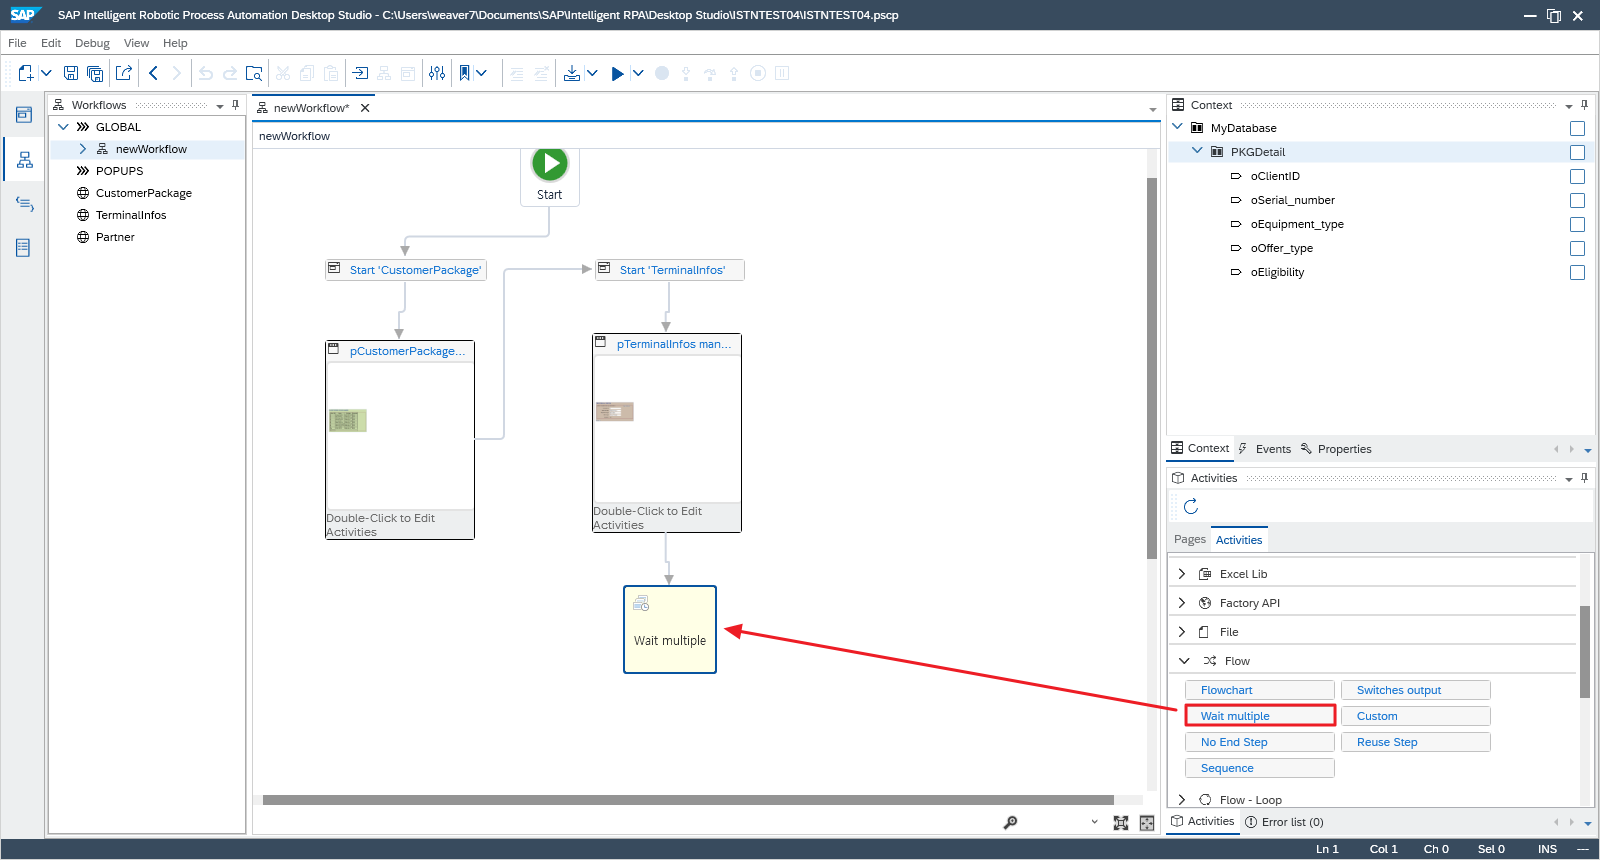 SAP SAP Intelligent Robotic Process Automation Desktop Studio - C:\Users\weaver7\Documents\SAP\Intelligent RPA\Desktop Studio\ISTNTEST04\ISTNTEST04.pscp
File Edit Debug View Help
Workflows
GLOBAL
newWorkflow
POPUPS
CustomerPackage
TerminalInfos
Partner
newWorkflow*
newWorkflow
Start
Start 'CustomerPackage'
Start 'TerminalInfos'
pCustomerPackage...
Double-Click to Edit
Activities
pTerminalInfos man...
Double-Click to Edit
Activities
Wait multiple
Context
MyDatabase
PKGDetail
oClientID
oSerial_number
oEquipment_type
oOffer_type
oEligibility
Context Events Properties
Activities
Pages Activities
Excel Lib
Factory API
File
Flow
Flowchart Switches output
Wait multiple Custom
No End Step Reuse Step
Sequence
Flow - Loop
Activities Error list (0)
Ln 1 Col 1 Ch 0 Sel 0 INS ---